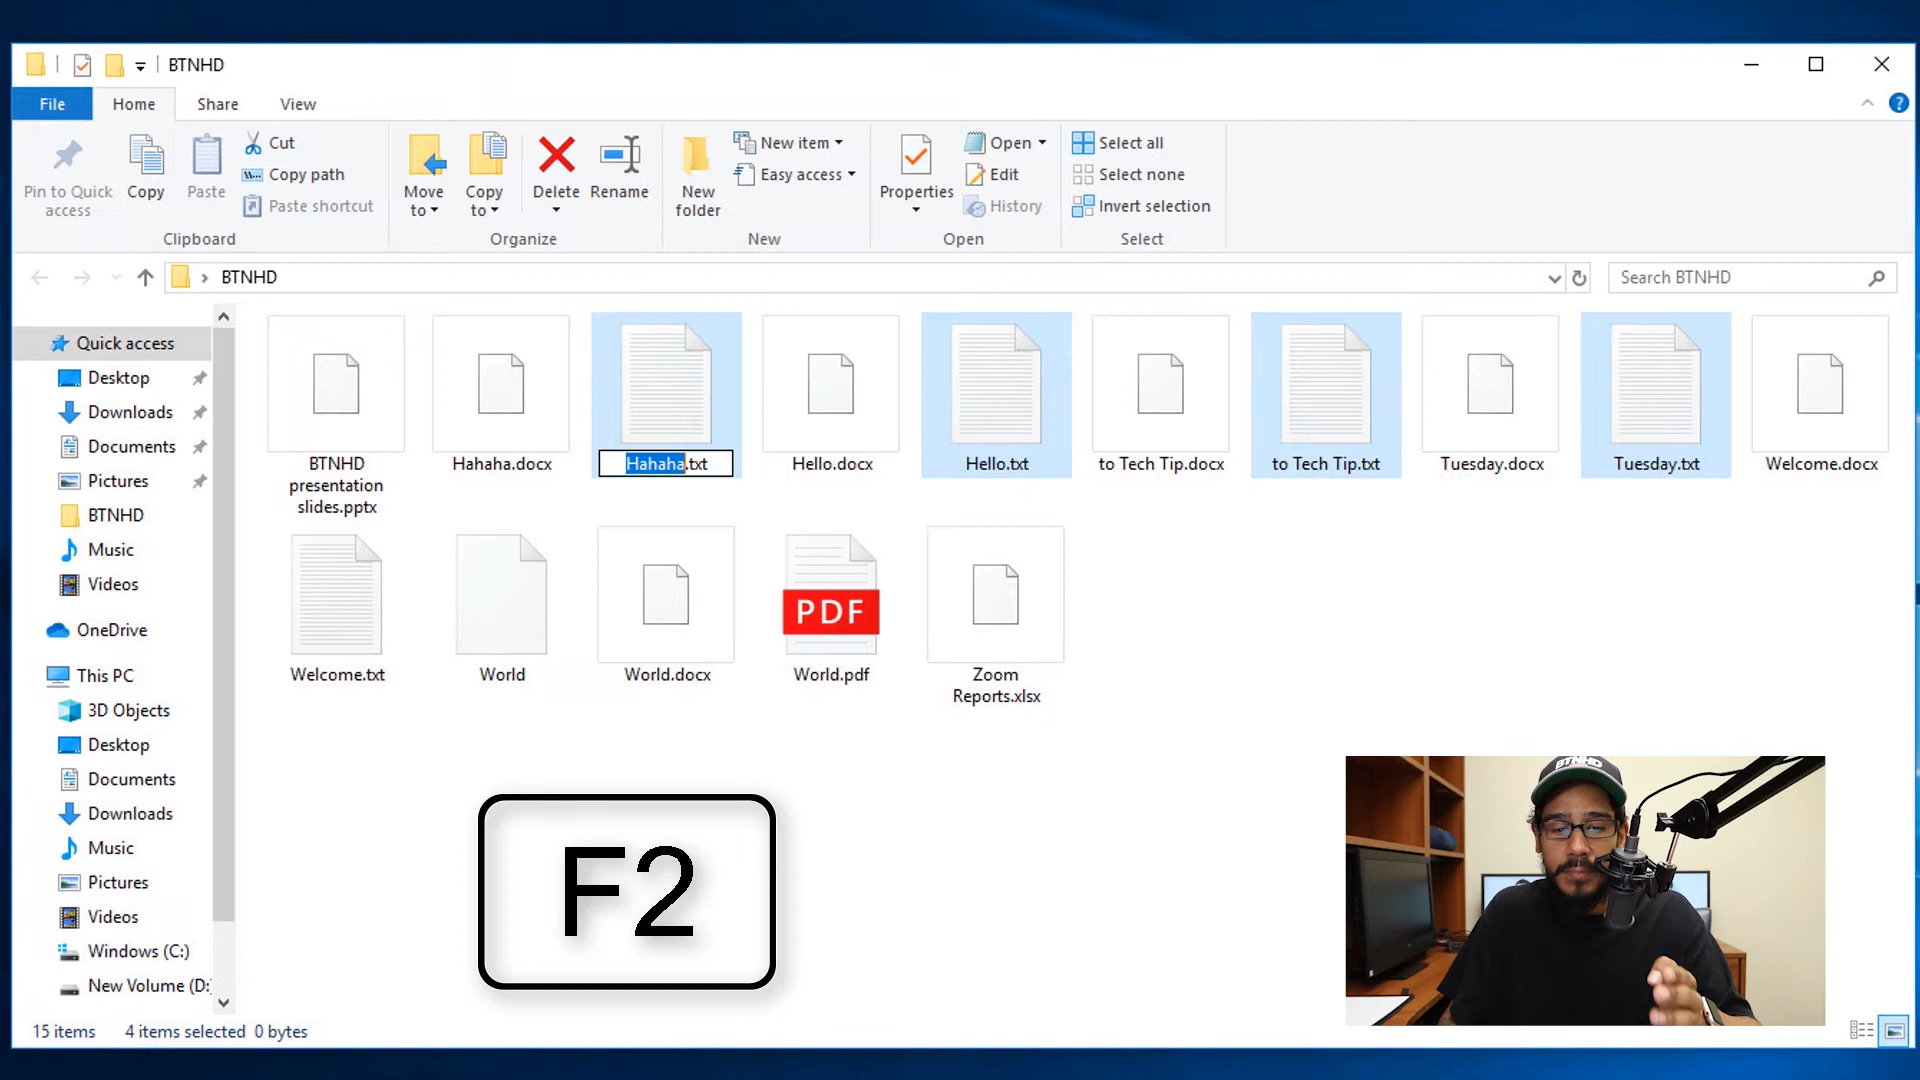 BTNHD
File
Home
Share
View
Pin to Quick
access
Copy
Paste
Cut
Copy path
Paste shortcut
Clipboard
Move
to
Copy
to
Delete
Rename
Organize
New
folder
New item
Easy access
New
Properties
Open
Edit
History
Open
Select all
Select none
Invert selection
Select
BTNHD
Search BTNHD
Quick access
Desktop
Downloads
Documents
Pictures
BTNHD
Music
Videos
OneDrive
This PC
3D Objects
Desktop
Documents
Downloads
Music
Pictures
Videos
Windows (C:)
New Volume (D:
BTNHD
presentation
slides.pptx
Hahaha.docx
Hahaha.txt
Hello.docx
Hello.txt
to Tech Tip.docx
to Tech Tip.txt
Tuesday.docx
Tuesday.txt
Welcome.docx
Welcome.txt
World
World.docx
PDF
World.pdf
Zoom
Reports.xlsx
F2
BTNHD
15 items
4 items selected 0 bytes